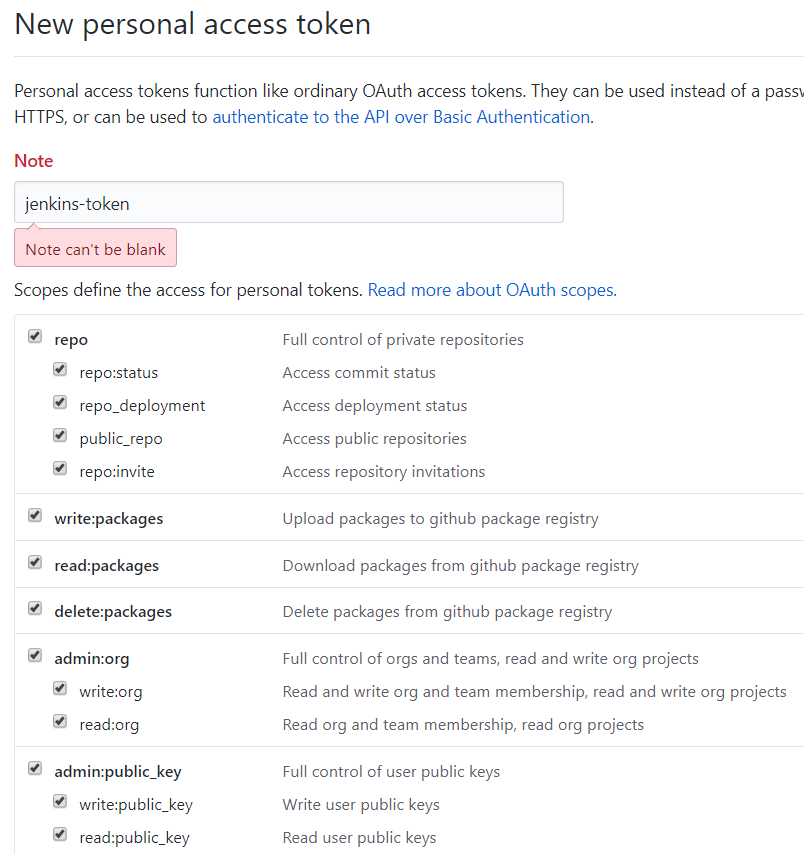 New personal access token
Personal access tokens function like ordinary OAuth access tokens. They can be used instead of a
HTTPS, or can be used to authenticate to the API over Basic Authentication.
Note
jenkins-token
Note can't be blank
Scopes define the access for personal tokens. Read more about OAuth scopes.
repo Full control of private repositories
repo:status Access commit status
repo_deployment Access deployment status
public_repo Access public repositories
repo:invite Access repository invitations
write:packages Upload packages to github package registry
read:packages Download packages from github package registry
delete:packages Delete packages from github package registry
admin:org Full control of orgs and teams, read and write org projects
write:org Read and write org and team membership, read and write org projects
read:org Read org and team membership, read org projects
admin:public_key Full control of user public keys
write:public_key Write user public keys
read:public_key Read user public keys